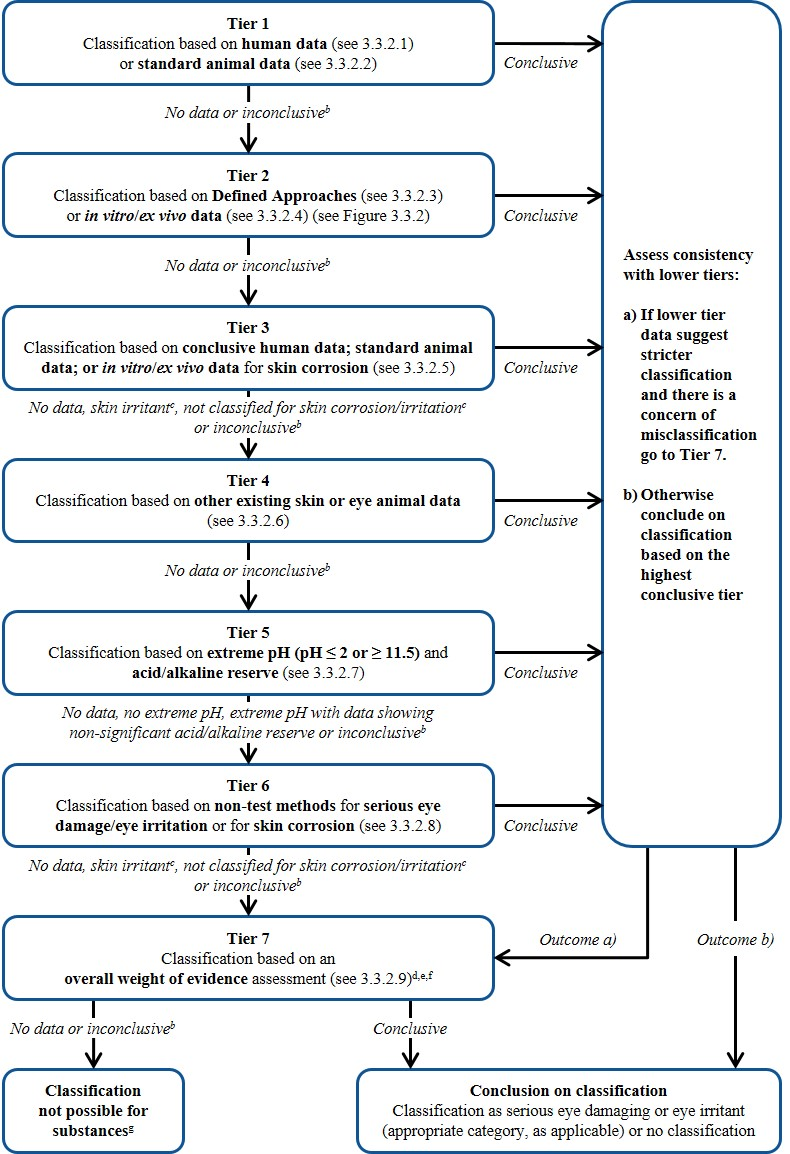 Tier 1
Classification based on human data (see 3.3.2.1)
or standard animal data (see 3.3.2.2)
Conclusive
No data or inconclusiveᵇ
Tier 2
Classification based on Defined Approaches (see 3.3.2.3)
or in vitro/ex vivo data (see 3.3.2.4) (see Figure 3.3.2)
Conclusive
No data or inconclusiveᵇ
Tier 3
Classification based on conclusive human data; standard animal
data; or in vitro/ex vivo data for skin corrosion (see 3.3.2.5)
Conclusive
No data, skin irritantᶜ, not classified for skin corrosion/irritationᶜ
or inconclusiveᵇ
Tier 4
Classification based on other existing skin or eye animal data
(see 3.3.2.6)
Conclusive
No data or inconclusiveᵇ
Tier 5
Classification based on extreme pH (pH ≤ 2 or ≥ 11.5) and
acid/alkaline reserve (see 3.3.2.7)
Conclusive
No data, no extreme pH, extreme pH with data showing
non-significant acid/alkaline reserve or inconclusiveᵇ
Tier 6
Classification based on non-test methods for serious eye
damage/eye irritation or for skin corrosion (see 3.3.2.8)
Conclusive
No data, skin irritantᶜ, not classified for skin corrosion/irritationᶜ
or inconclusiveᵇ
Assess consistency
with lower tiers:
a) If lower tier
data suggest
stricter
classification
and there is a
concern of
misclassification
go to Tier 7.
b) Otherwise
conclude on
classification
based on the
highest
conclusive tier
Outcome a)
Outcome b)
Tier 7
Classification based on an
overall weight of evidence assessment (see 3.3.2.9)ᵈ,ᵉ,ᶠ
No data or inconclusiveᵇ
Conclusive
Classification
not possible for
substancesᵍ
Conclusion on classification
Classification as serious eye damaging or eye irritant
(appropriate category, as applicable) or no classification